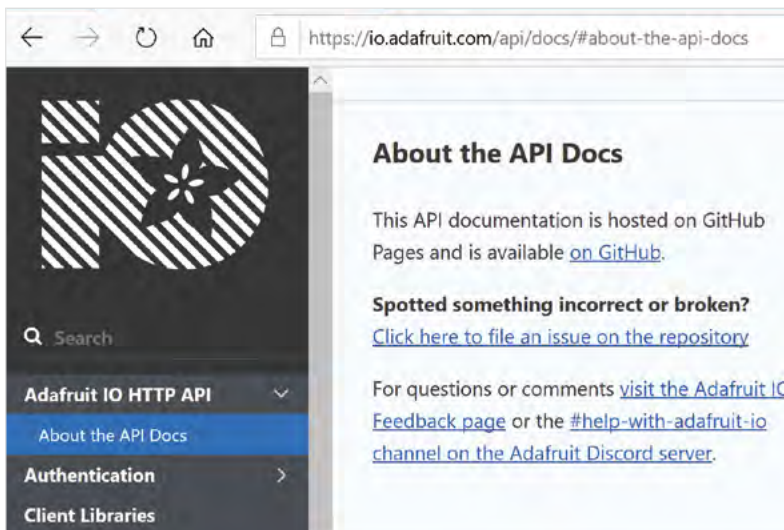 https://io.adafruit.com/api/docs/#about-the-api-docs
iO
Search
Adafruit IO HTTP API
About the API Docs
Authentication
Client Libraries
About the API Docs
This API documentation is hosted on GitHub
Pages and is available on GitHub.
Spotted something incorrect or broken?
Click here to file an issue on the repository
For questions or comments visit the Adafruit IO
Feedback page or the #help-with-adafruit-io
channel on the Adafruit Discord server.